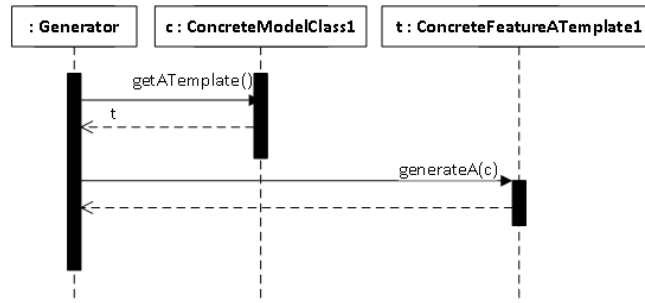 : Generator
c : ConcreteModelClass1
t : ConcreteFeatureATemplate1
getATemplate()
t
generateA(c)